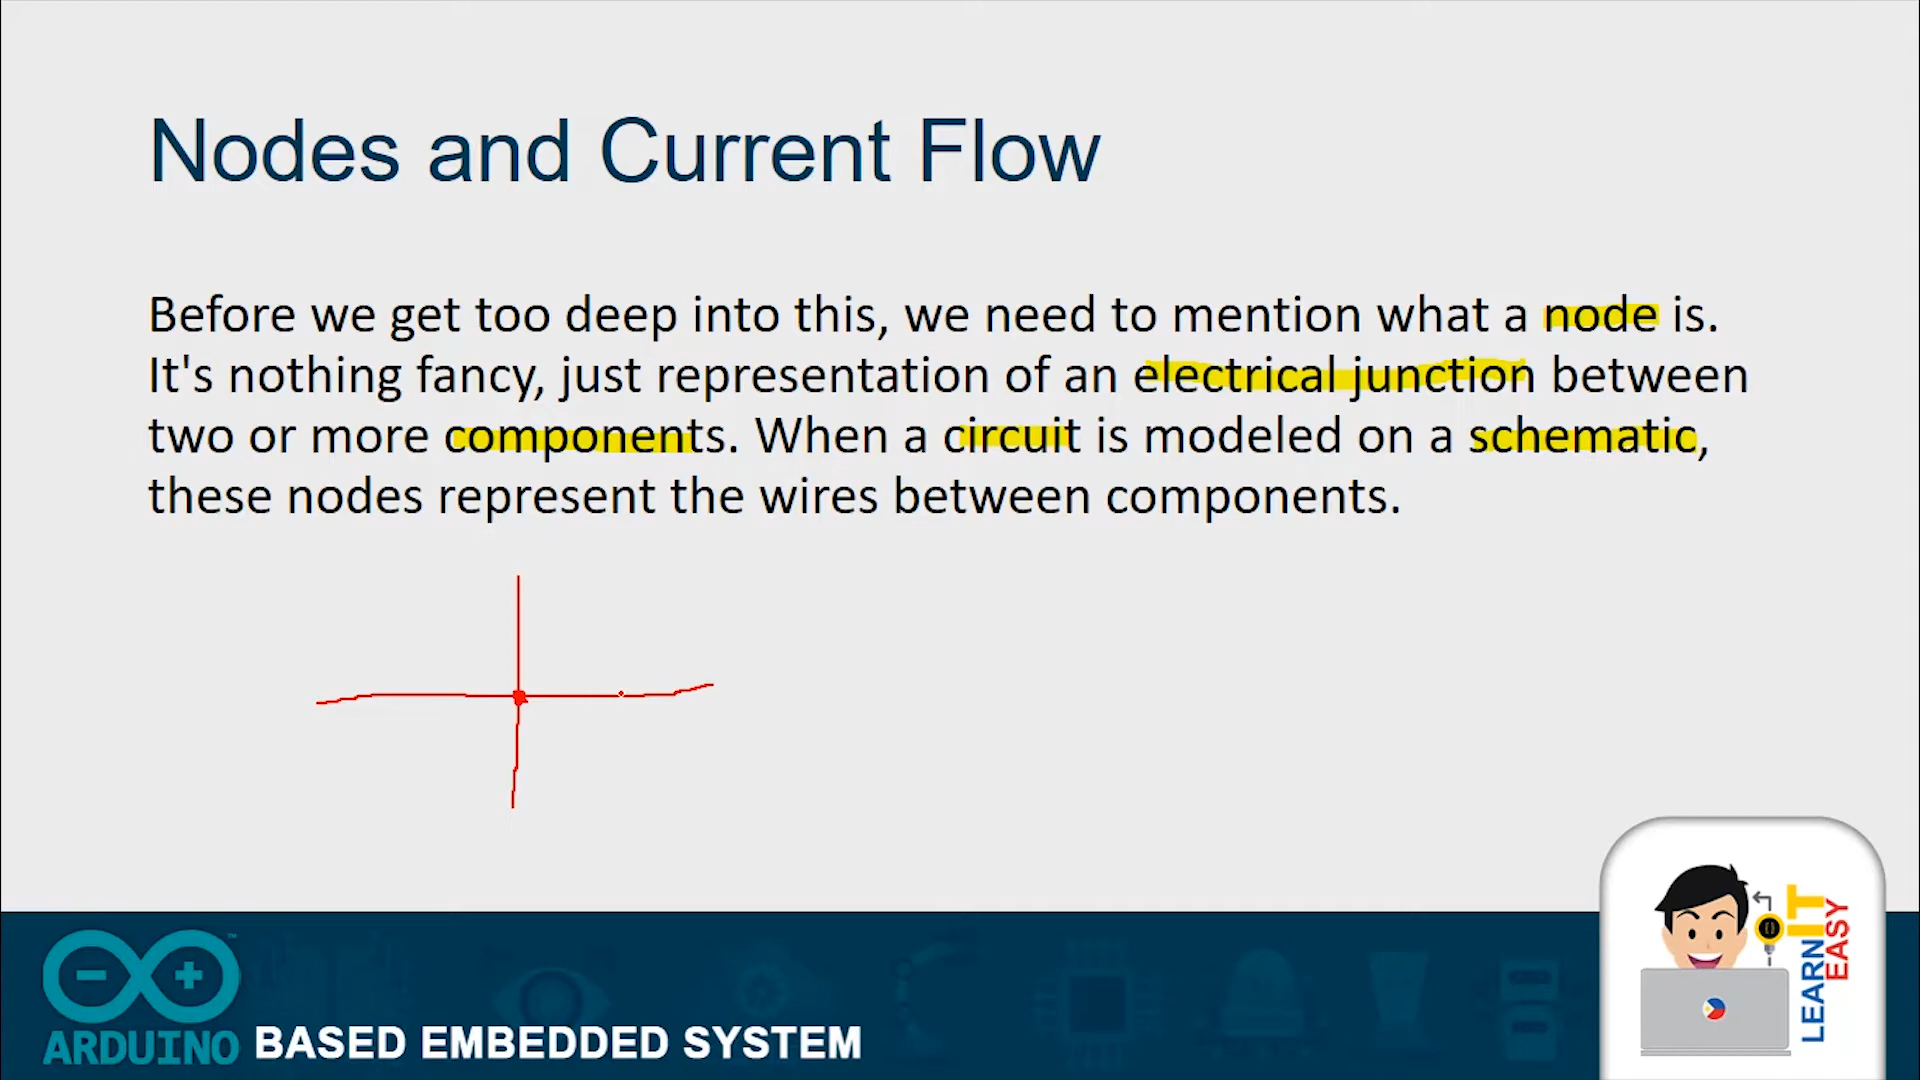 Nodes and Current Flow
Before we get too deep into this, we need to mention what a node is.
It's nothing fancy, just representation of an electrical junction between
two or more components. When a circuit is modeled on a schematic,
these nodes represent the wires between components.
ARDUINO™ BASED EMBEDDED SYSTEM
LEARN IT
EASY